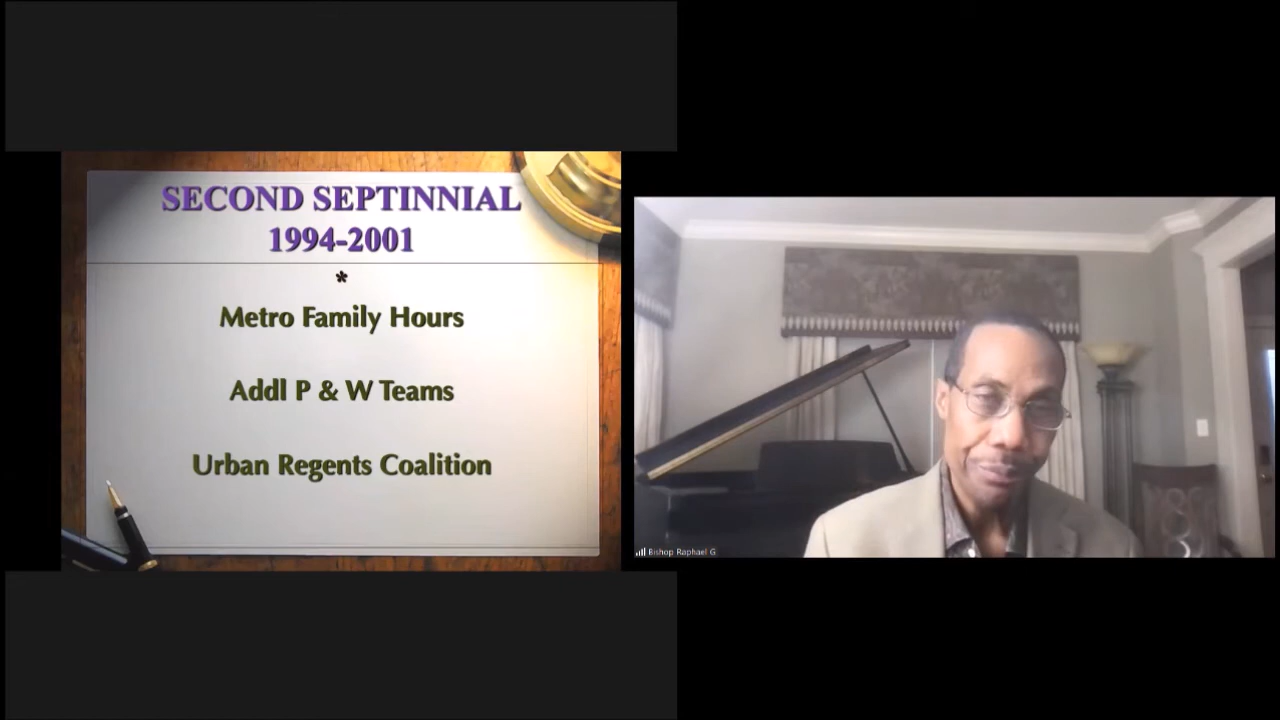 SECOND SEPTINNIAL
1994-2001
*
Metro Family Hours
Addl P & W Teams
Urban Regents Coalition
Bishop Raphael G